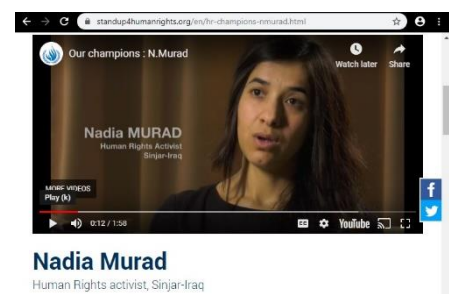 standup4humanrights.org/en/hr-champions-nmurad.html
Our champions : N.Murad
Watch later
Share
Nadia MURAD
Human Rights Activist
Sinjar-Iraq
MORE VIDEOS
Play (k)
0:12 / 1:58
CC
YouTube
f
Nadia Murad
Human Rights activist, Sinjar-Iraq